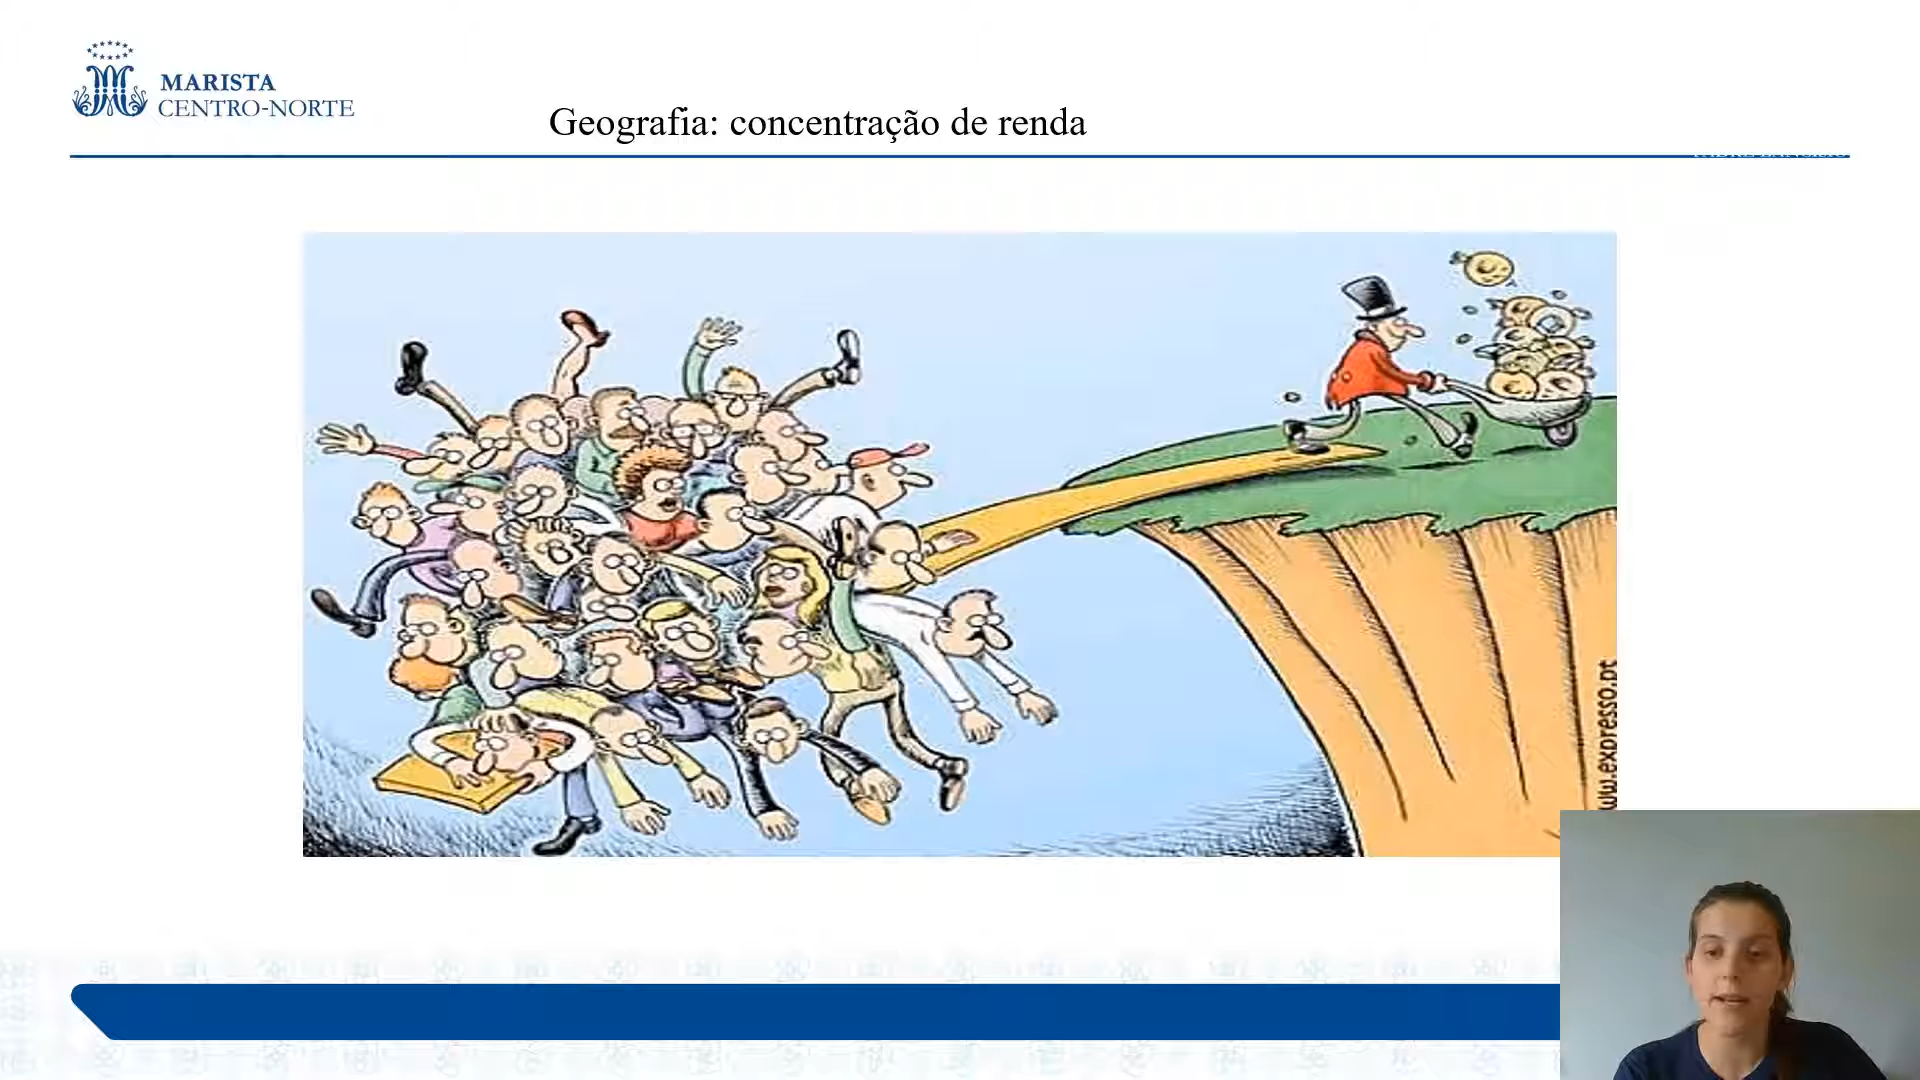 MARISTA
CENTRO-NORTE
Geografia: concentração de renda
www.expresso.pt